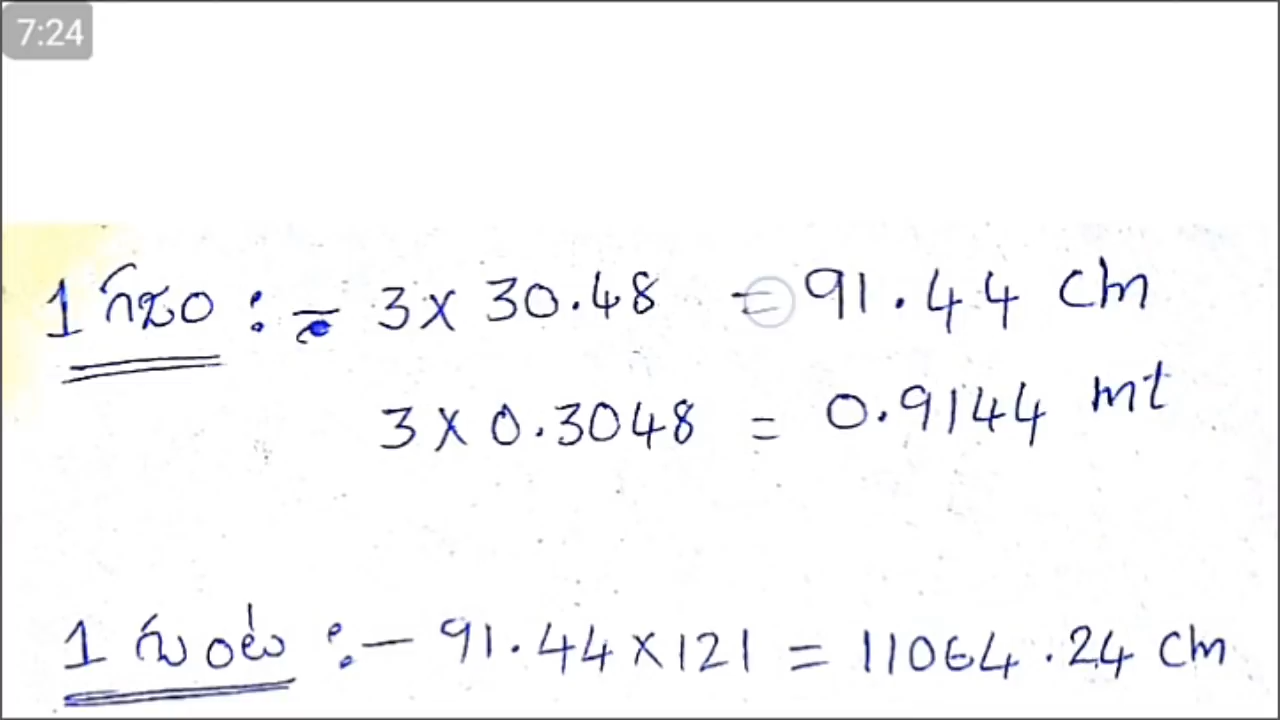 7:24
1 గజం :- 3 x 30.48 = 91.44 cm
3 x 0.3048 = 0.9144 mt
1 గుంట :- 91.44 x 121 = 11064.24 cm